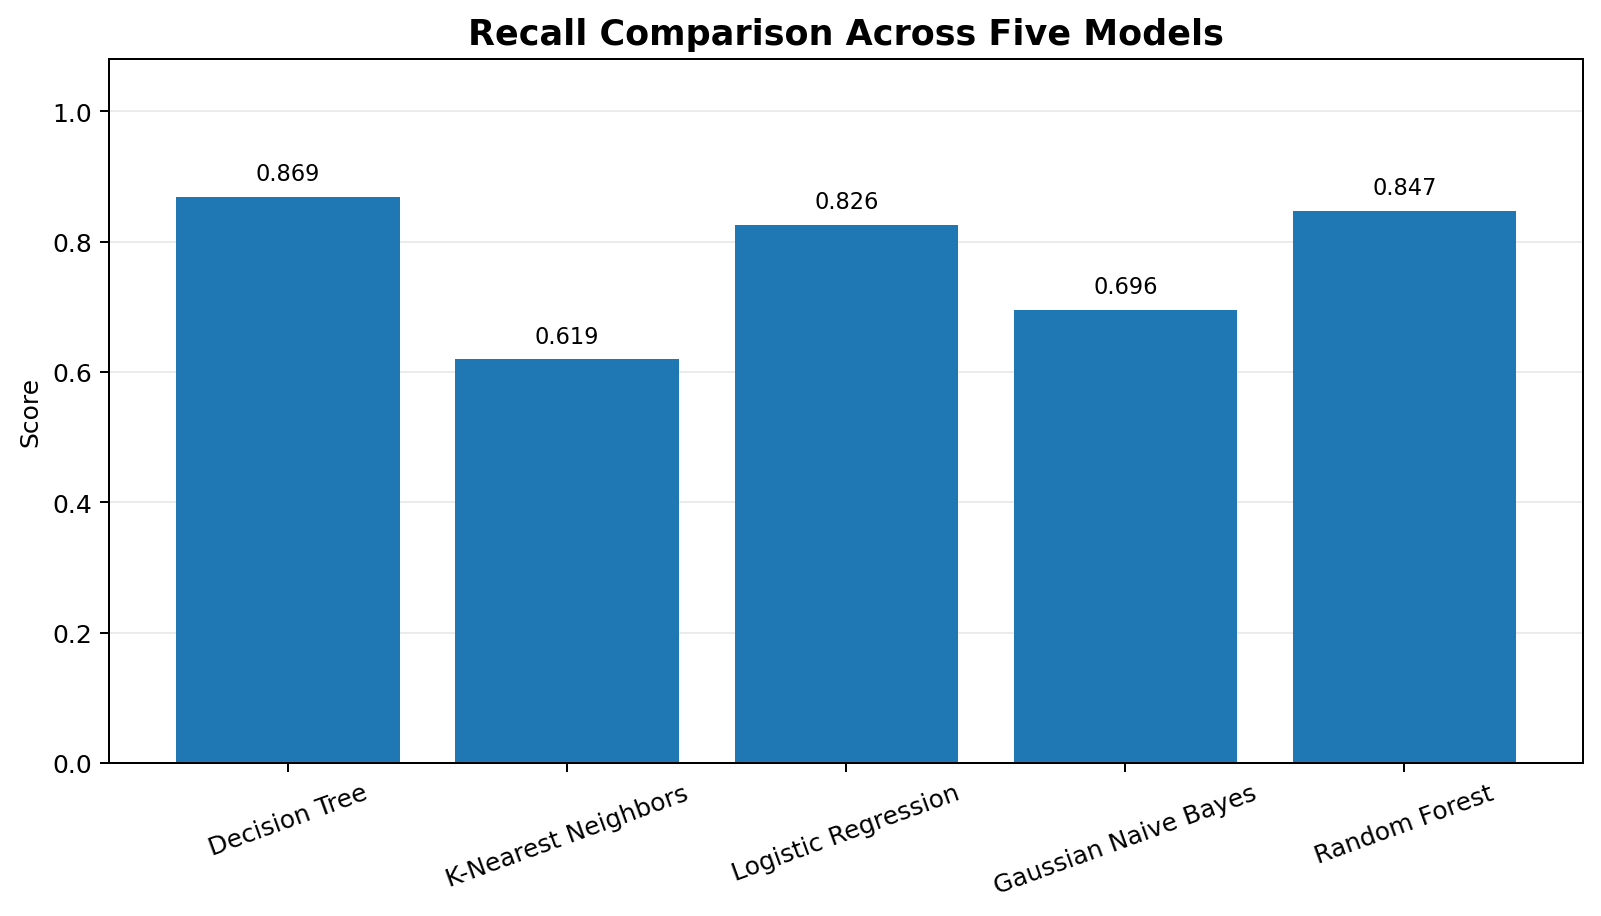 Recall Comparison Across Five Models
1.0
0.8
0.6
0.4
0.2
0.0
Score
0.869
0.619
0.826
0.696
0.847
Decision Tree
K-Nearest Neighbors
Logistic Regression
Gaussian Naive Bayes
Random Forest